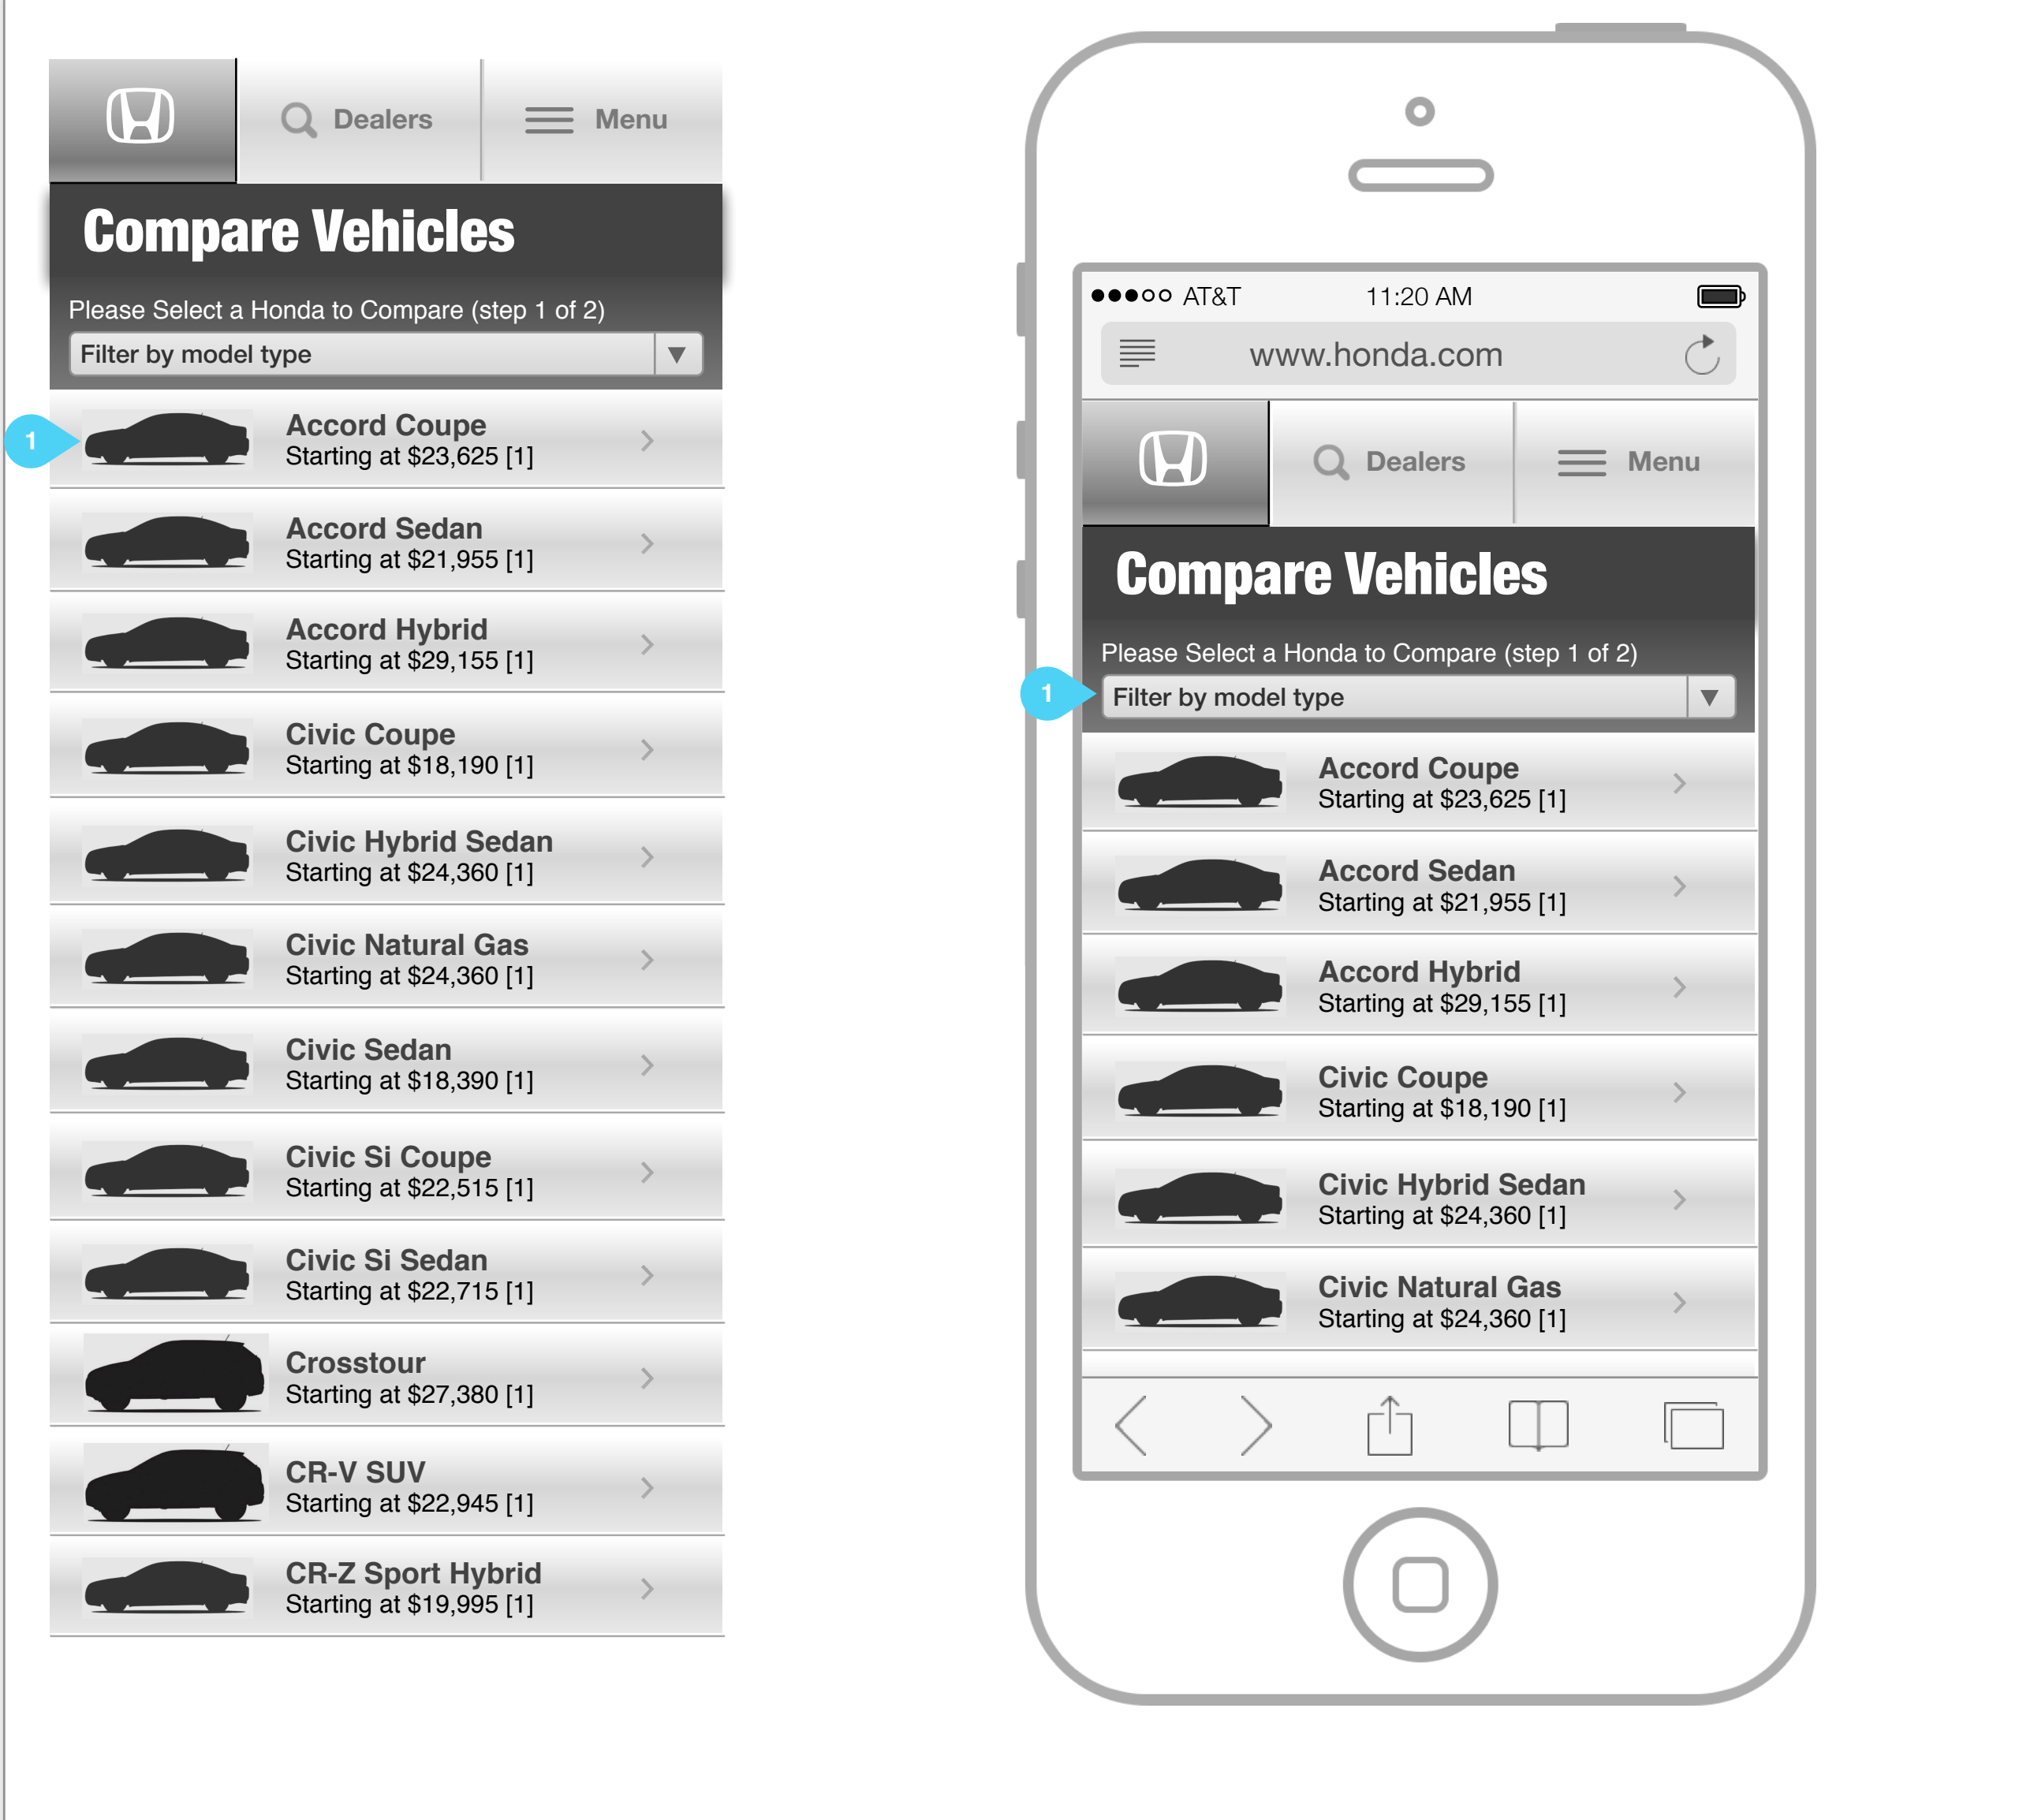 Dealers
Menu
Compare Vehicles
Please Select a Honda to Compare (step 1 of 2)
Filter by model type
1
Accord Coupe
Starting at $23,625 [1]
Accord Sedan
Starting at $21,955 [1]
Accord Hybrid
Starting at $29,155 [1]
Civic Coupe
Starting at $18,190 [1]
Civic Hybrid Sedan
Starting at $24,360 [1]
Civic Natural Gas
Starting at $24,360 [1]
Civic Sedan
Starting at $18,390 [1]
Civic Si Coupe
Starting at $22,515 [1]
Civic Si Sedan
Starting at $22,715 [1]
Crosstour
Starting at $27,380 [1]
CR-V SUV
Starting at $22,945 [1]
CR-Z Sport Hybrid
Starting at $19,995 [1]
AT&T 11:20 AM
www.honda.com
Dealers
Menu
Compare Vehicles
Please Select a Honda to Compare (step 1 of 2)
1
Filter by model type
Accord Coupe
Starting at $23,625 [1]
Accord Sedan
Starting at $21,955 [1]
Accord Hybrid
Starting at $29,155 [1]
Civic Coupe
Starting at $18,190 [1]
Civic Hybrid Sedan
Starting at $24,360 [1]
Civic Natural Gas
Starting at $24,360 [1]